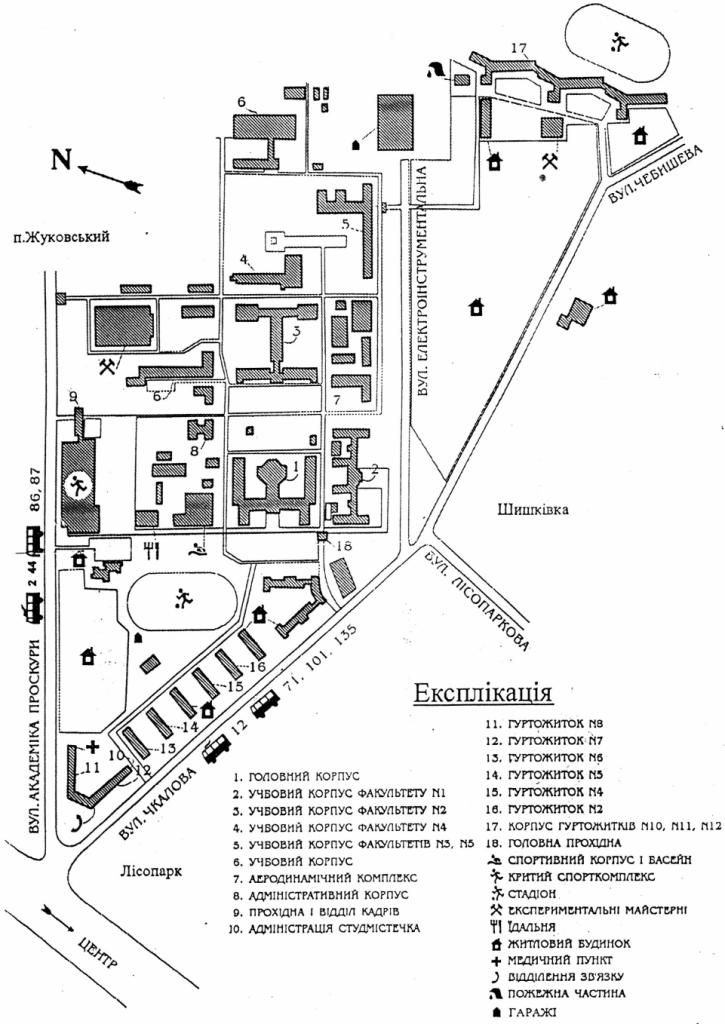 17
6
N
ВУЛ. ЧЕБИШЕВА
5
п.Жуковський
4
ВУЛ. ЕЛЕКТРОІНСТРУМЕНТАЛЬНА
3
6
7
9
8
86, 87
1
2
Шишківка
18
2 44
ВУЛ. ЛІСОПАРКОВА
ВУЛ. АКАДЕМІКА ПРОСКУРИ
16
71, 101, 135
15
14
12
13
10
11
12
ВУЛ. ЧКАЛОВА
Лісопарк
ЦЕНТР
Експлікація
1. ГОЛОВНИЙ КОРПУС
2. УЧБОВИЙ КОРПУС ФАКУЛЬТЕТУ N1
3. УЧБОВИЙ КОРПУС ФАКУЛЬТЕТУ N2
4. УЧБОВИЙ КОРПУС ФАКУЛЬТЕТУ N4
5. УЧБОВИЙ КОРПУС ФАКУЛЬТЕТІВ N3, N5
6. УЧБОВИЙ КОРПУС
7. АЕРОДИНАМІЧНИЙ КОМПЛЕКС
8. АДМІНІСТРАТИВНИЙ КОРПУС
9. ПРОХІДНА І ВІДДІЛ КАДРІВ
10. АДМІНІСТРАЦІЯ СТУДМІСТЕЧКА
11. ГУРТОЖИТОК N8
12. ГУРТОЖИТОК N7
13. ГУРТОЖИТОК N6
14. ГУРТОЖИТОК N5
15. ГУРТОЖИТОК N4
16. ГУРТОЖИТОК N2
17. КОРПУС ГУРТОЖИТКІВ N10, N11, N12
18. ГОЛОВНА ПРОХІДНА
СПОРТИВНИЙ КОРПУС І БАСЕЙН
КРИТИЙ СПОРТКОМПЛЕКС
СТАДІОН
ЕКСПЕРИМЕНТАЛЬНІ МАЙСТЕРНІ
ЇДАЛЬНЯ
ЖИТЛОВИЙ БУДИНОК
МЕДИЧНИЙ ПУНКТ
ВІДДІЛЕННЯ ЗВ'ЯЗКУ
ПОЖЕЖНА ЧАСТИНА
ГАРАЖІ